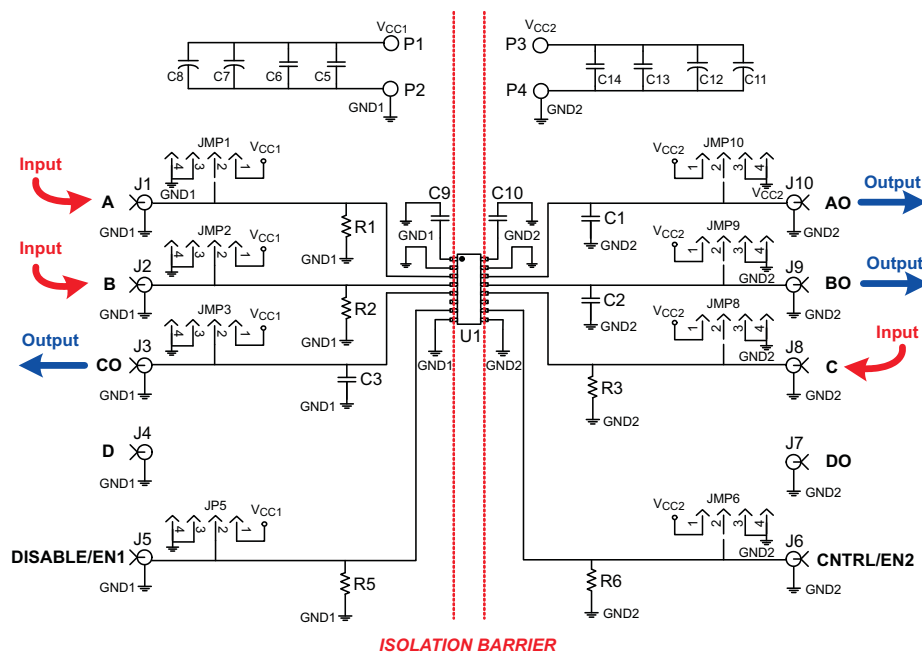 VCC1
P1
C8
C7
C6
C5
P2
GND1
VCC2
P3
C14
C13
C12
C11
P4
GND2
Input
JMP1
4
3
2
1
VCC1
J1
A
GND1
GND1
R1
GND1
C9
GND1
C10
GND2
C1
GND2
VCC2
JMP10
1
2
3
4
VCC2
J10
AO
Output
GND2
Input
JMP2
4
3
2
1
VCC1
J2
B
GND1
R2
GND1
C2
GND2
VCC2
JMP9
1
2
3
4
GND2
J9
BO
Output
GND2
Output
JMP3
4
3
2
1
VCC1
J3
CO
GND1
C3
GND1
GND1
U1
GND2
R3
GND2
VCC2
JMP8
1
2
3
4
GND2
J8
C
Input
GND2
J4
D
GND1
J7
DO
GND2
JP5
4
3
2
1
VCC1
J5
DISABLE/EN1
GND1
R5
GND1
R6
GND2
VCC2
JMP6
1
2
3
4
GND2
J6
CNTRL/EN2
GND2
ISOLATION BARRIER